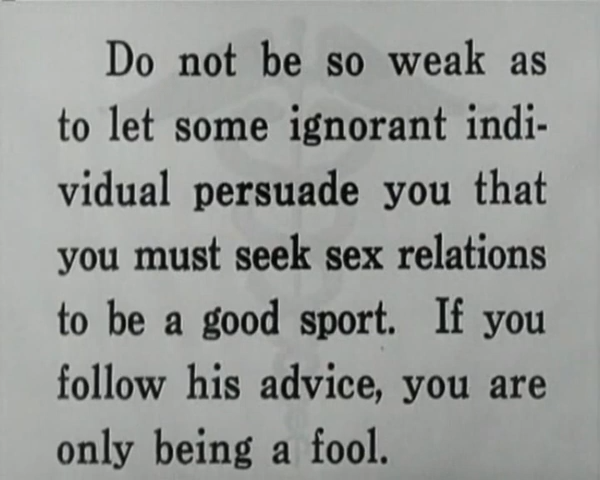 Do not be so weak as
to let some ignorant indi-
vidual persuade you that
you must seek sex relations
to be a good sport. If you
follow his advice, you are
only being a fool.